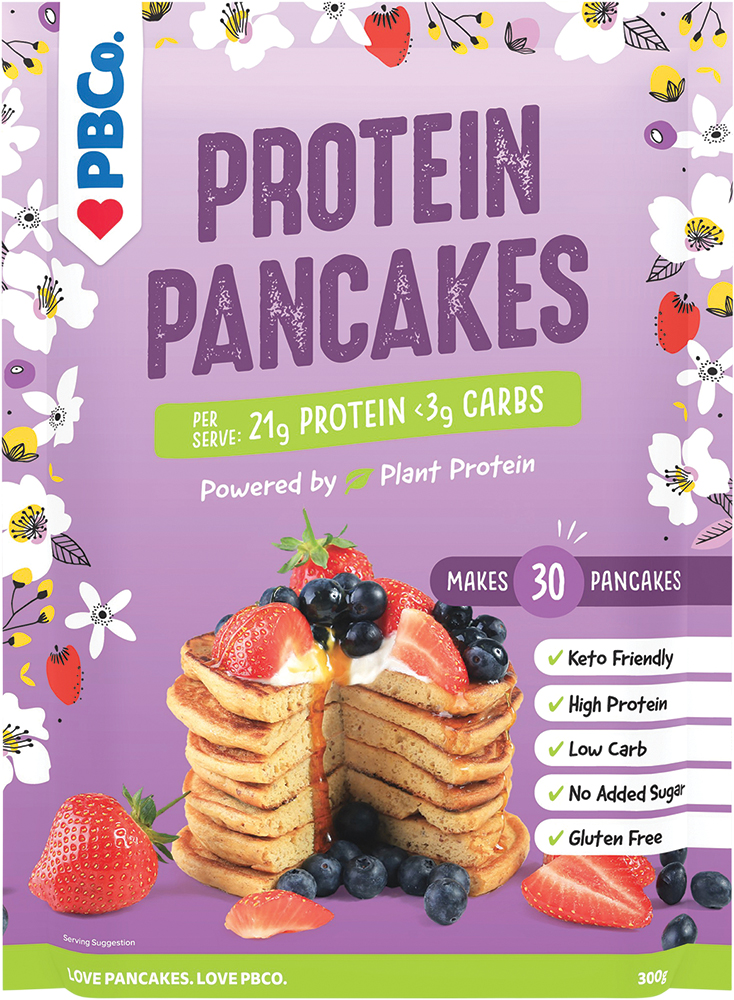 PBCo.
PROTEIN
PANCAKES
PER SERVE: 21g PROTEIN <3g CARBS
Powered by Plant Protein
MAKES 30 PANCAKES
✓ Keto Friendly
✓ High Protein
✓ Low Carb
✓ No Added Sugar
✓ Gluten Free
Serving Suggestion
LOVE PANCAKES. LOVE PBCO.
300g